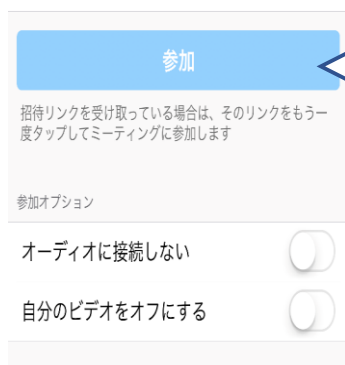 参加
招待リンクを受け取っている場合は、そのリンクをもう一
度タップしてミーティングに参加します
参加オプション
オーディオに接続しない
自分のビデオをオフにする